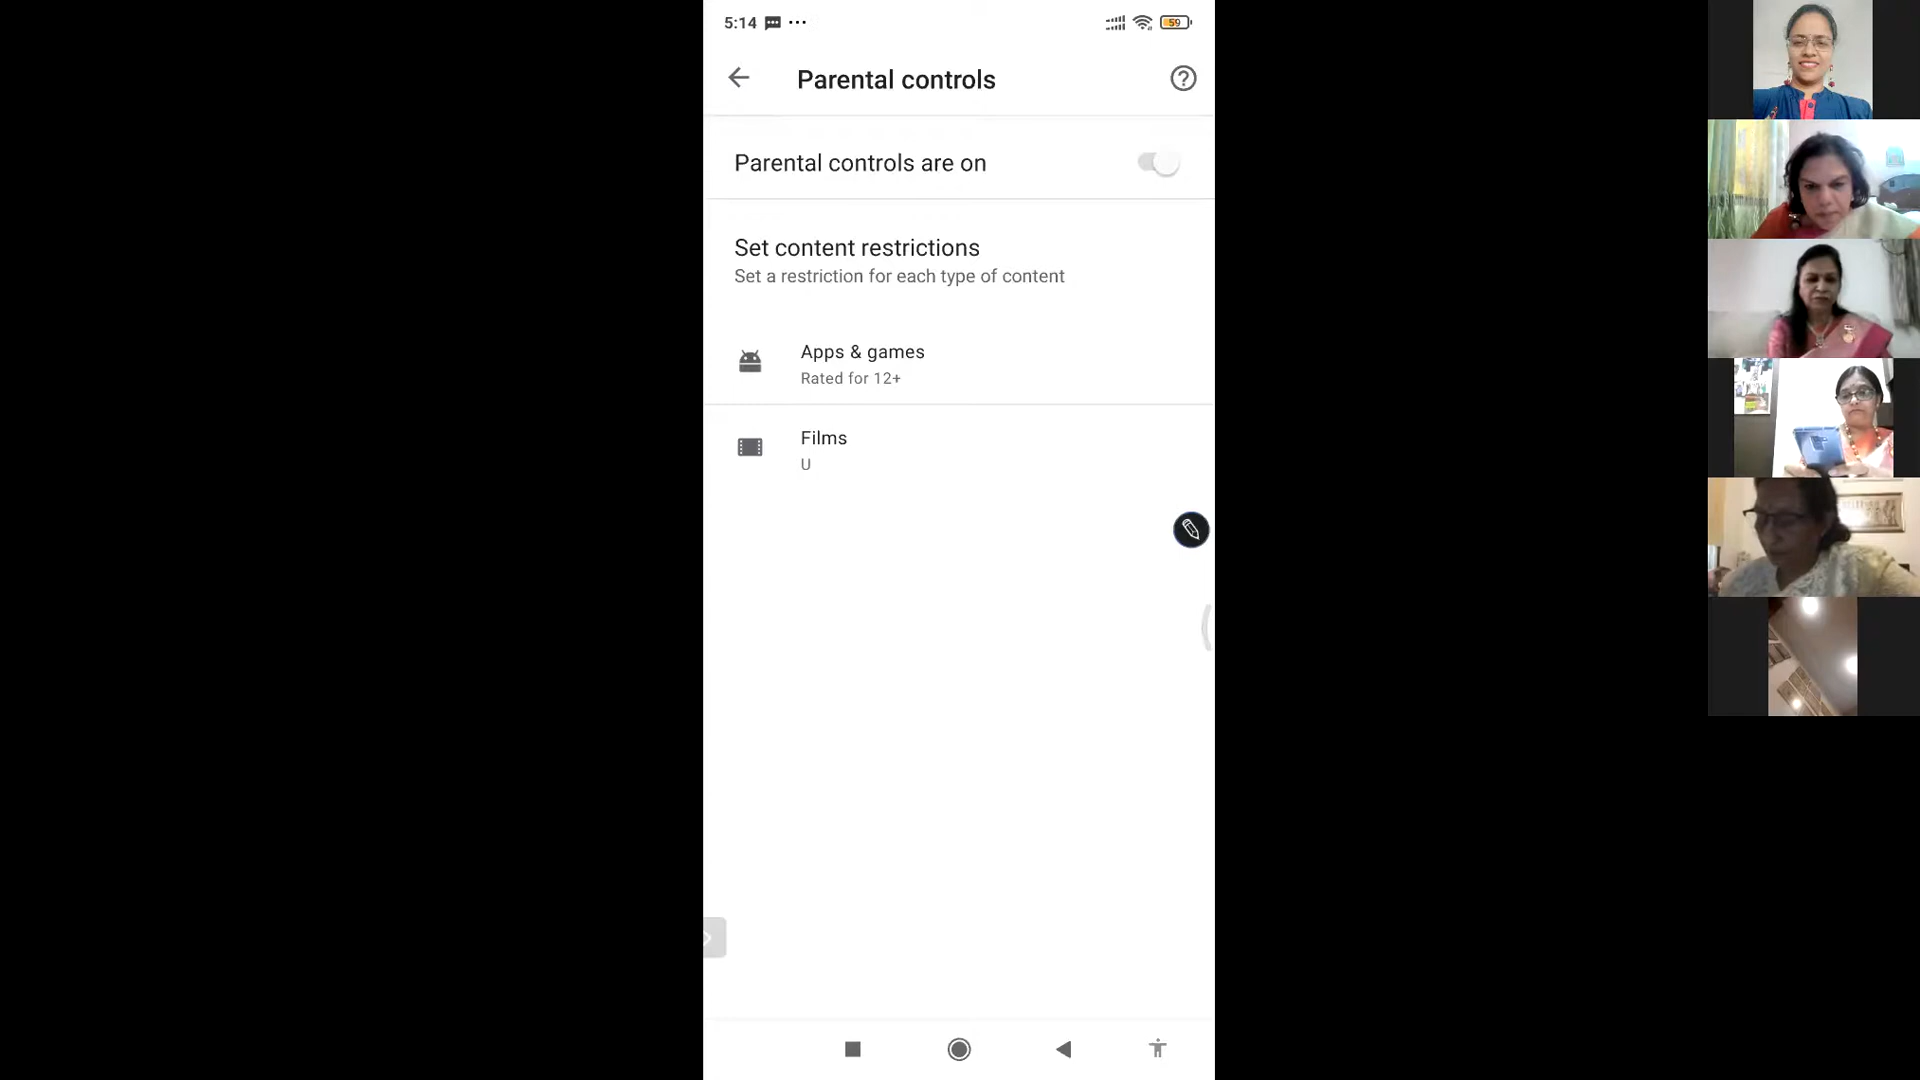 5:14
59
Parental controls
Parental controls are on
Set content restrictions
Set a restriction for each type of content
Apps & games
Rated for 12+
Films
U